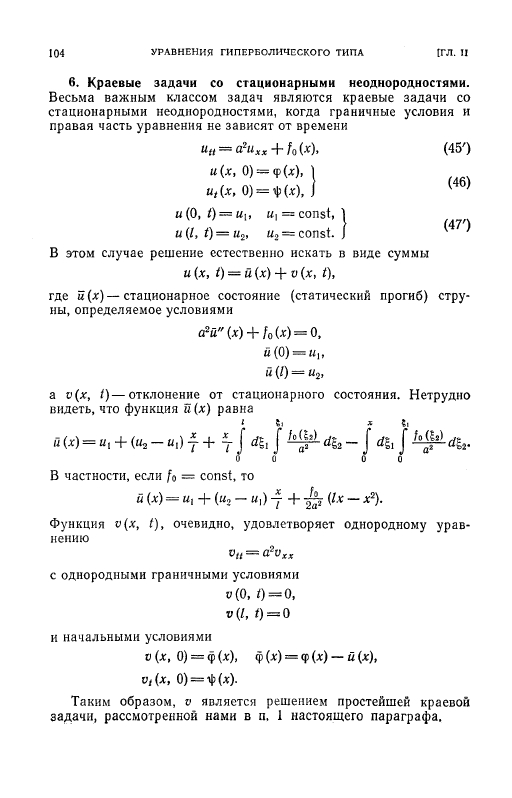 104 УРАВНЕНИЯ ГИПЕРБОЛИЧЕСКОГО ТИПА [ГЛ. II
6. Краевые задачи со стационарными неоднородностями.
Весьма важным классом задач являются краевые задачи со
стационарными неоднородностями, когда граничные условия и
правая часть уравнения не зависят от времени
u_{tt} = a²u_{xx} + f₀(x), (45′)
u(x, 0) = φ(x), }
u_t(x, 0) = ψ(x), } (46)
u(0, t) = u₁, u₁ = const, }
u(l, t) = u₂, u₂ = const. } (47′)
В этом случае решение естественно искать в виде суммы
u(x, t) = ū(x) + v(x, t),
где ū(x) — стационарное состояние (статический прогиб) стру-
ны, определяемое условиями
a²ū″(x) + f₀(x) = 0,
ū(0) = u₁,
ū(l) = u₂,
а v(x, t) — отклонение от стационарного состояния. Нетрудно
видеть, что функция ū(x) равна
ū(x) = u₁ + (u₂ − u₁) x/l + x/l ∫₀^l dξ₁ ∫₀^{ξ₁} f₀(ξ₂)/a² dξ₂ − ∫₀^x dξ₁ ∫₀^{ξ₁} f₀(ξ₂)/a² dξ₂.
В частности, если f₀ = const, то
ū(x) = u₁ + (u₂ − u₁) x/l + f₀/2a² (lx − x²).
Функция v(x, t), очевидно, удовлетворяет однородному урав-
нению
v_{tt} = a²v_{xx}
с однородными граничными условиями
v(0, t) = 0,
v(l, t) = 0
и начальными условиями
v(x, 0) = φ̄(x), φ̄(x) = φ(x) − ū(x),
v_t(x, 0) = ψ(x).
Таким образом, v является решением простейшей краевой
задачи, рассмотренной нами в п. 1 настоящего параграфа.